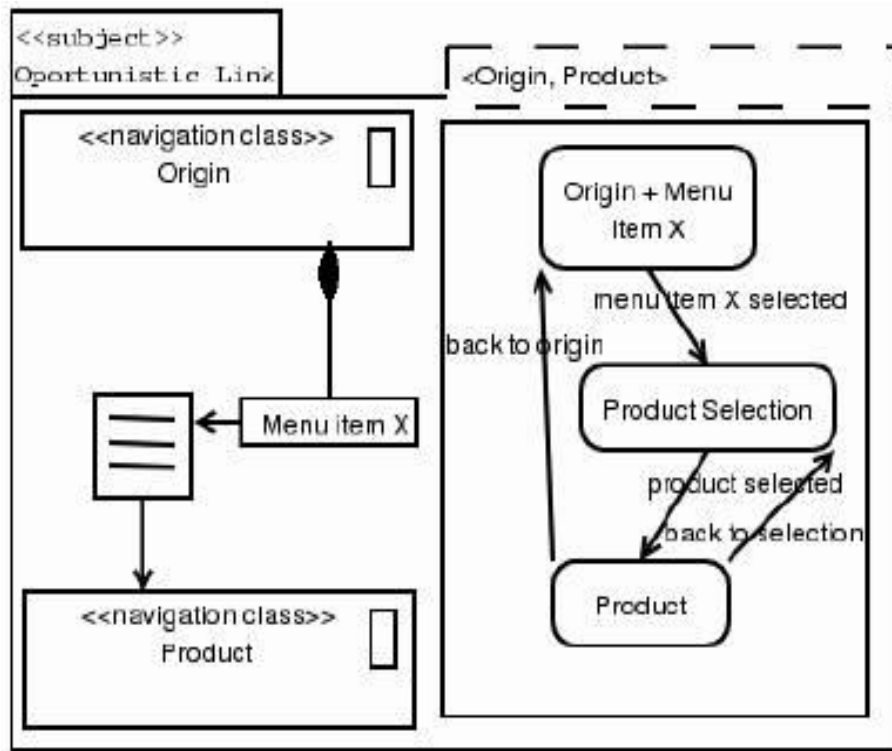 <<subject>>
Oportunistic Link
<Origin, Product>
<<navigation class>>
Origin
Menu item X
<<navigation class>>
Product
Origin + Menu
Item X
menu item X selected
back to origin
Product Selection
product selected
back to selection
Product